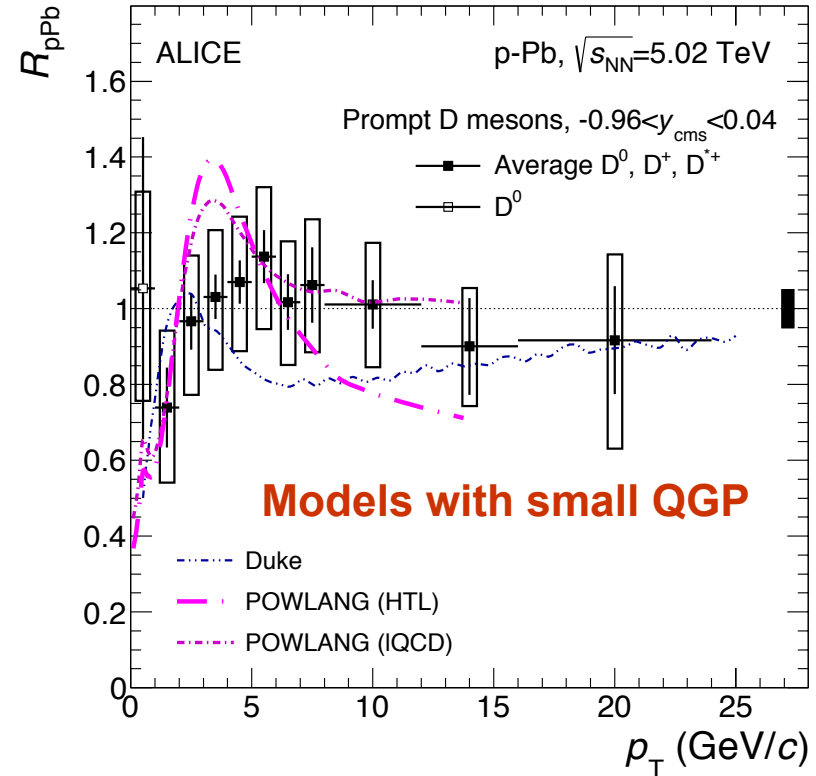 R_pPb
ALICE
p-Pb, √s_NN=5.02 TeV
Prompt D mesons, -0.96<y_cms<0.04
Average D⁰, D⁺, D*⁺
D⁰
Models with small QGP
Duke
POWLANG (HTL)
POWLANG (lQCD)
1.6
1.4
1.2
1
0.8
0.6
0.4
0.2
0
0 5 10 15 20 25
p_T (GeV/c)